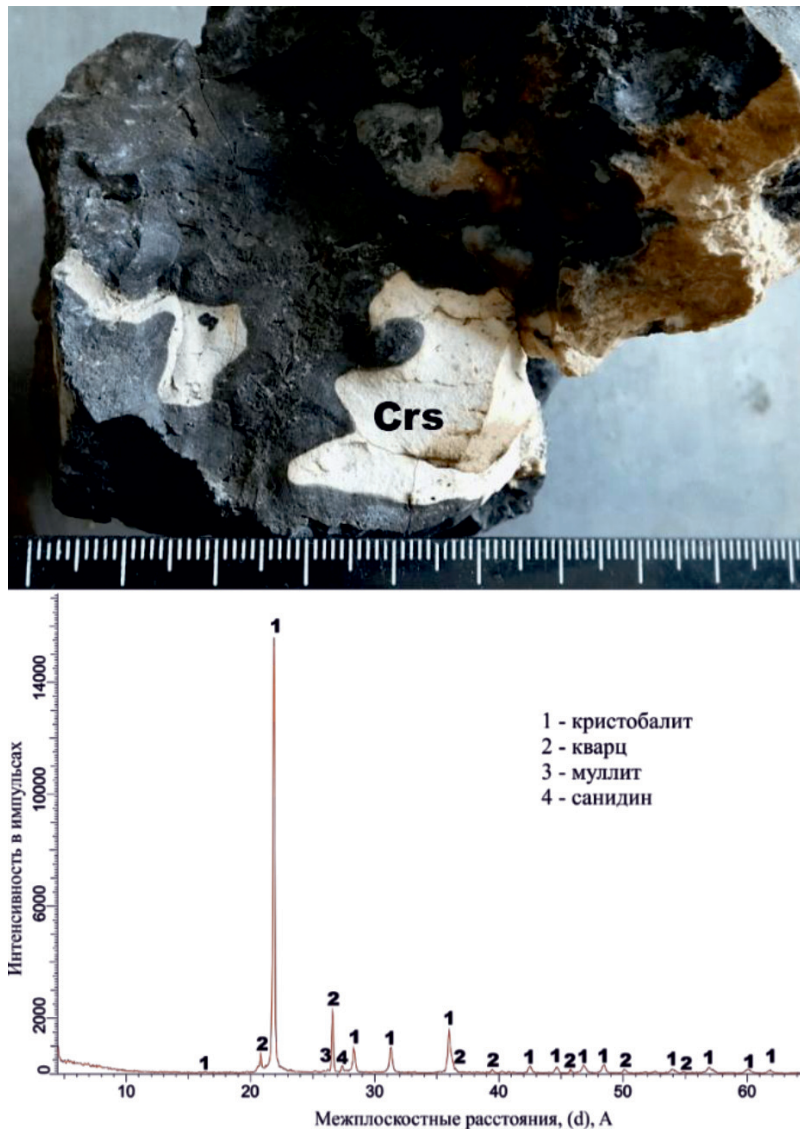 Crs
1
14000
10000
6000
2000
0
Интенсивность в импульсах
1 - кристобалит
2 - кварц
3 - муллит
4 - санидин
1 2 3 2 4 1 1 1 2 2 1 1 2 1 1 2 1 2 1 1 1
10 20 30 40 50 60
Межплоскостные расстояния, (d), А